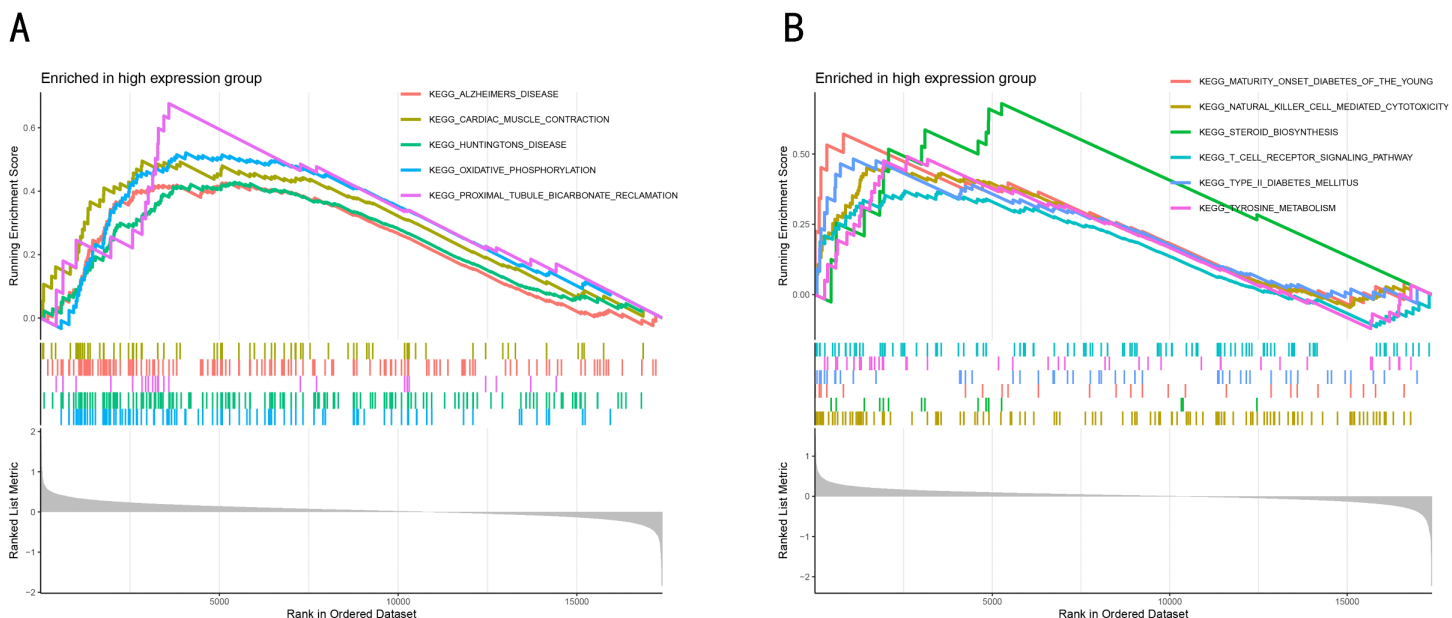 A
Enriched in high expression group
KEGG_ALZHEIMERS_DISEASE
KEGG_CARDIAC_MUSCLE_CONTRACTION
KEGG_HUNTINGTONS_DISEASE
KEGG_OXIDATIVE_PHOSPHORYLATION
KEGG_PROXIMAL_TUBULE_BICARBONATE_RECLAMATION
Running Enrichment Score
0.6
0.4
0.2
0.0
Ranked List Metric
2
1
0
−1
−2
5000
10000
15000
Rank in Ordered Dataset
B
Enriched in high expression group
KEGG_MATURITY_ONSET_DIABETES_OF_THE_YOUNG
KEGG_NATURAL_KILLER_CELL_MEDIATED_CYTOTOXICITY
KEGG_STEROID_BIOSYNTHESIS
KEGG_T_CELL_RECEPTOR_SIGNALING_PATHWAY
KEGG_TYPE_II_DIABETES_MELLITUS
KEGG_TYROSINE_METABOLISM
Running Enrichment Score
0.50
0.25
0.00
Ranked List Metric
1
0
−1
−2
5000
10000
15000
Rank in Ordered Dataset